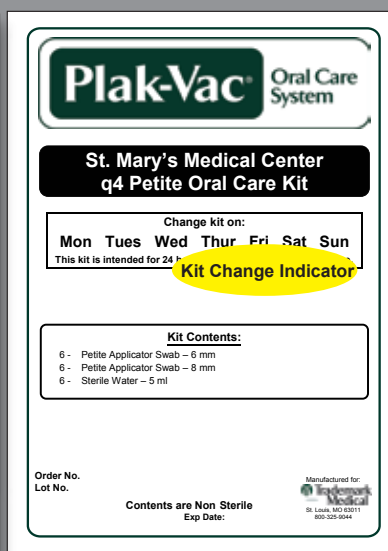 Plak-Vac® Oral Care
System
St. Mary's Medical Center
q4 Petite Oral Care Kit
Change kit on:
Mon Tues Wed Thur Fri Sat Sun
This kit is intended for 24 h
Kit Change Indicator
Kit Contents:
6 - Petite Applicator Swab – 6 mm
6 - Petite Applicator Swab – 8 mm
6 - Sterile Water – 5 ml
Order No.
Lot No.
Contents are Non Sterile
Exp Date:
Manufactured for:
Trademark
Medical
St. Louis, MO 63011
800-325-9044